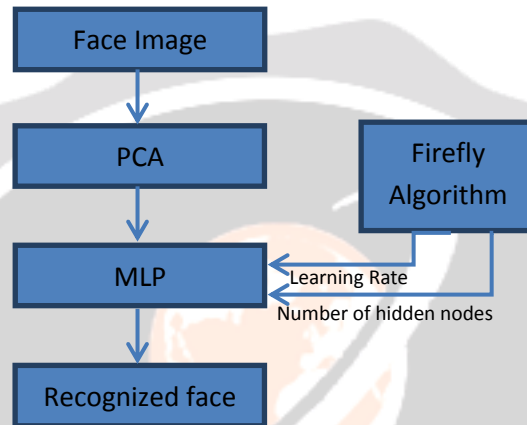 Face Image
PCA
Firefly
Algorithm
MLP
Learning Rate
Number of hidden nodes
Recognized face